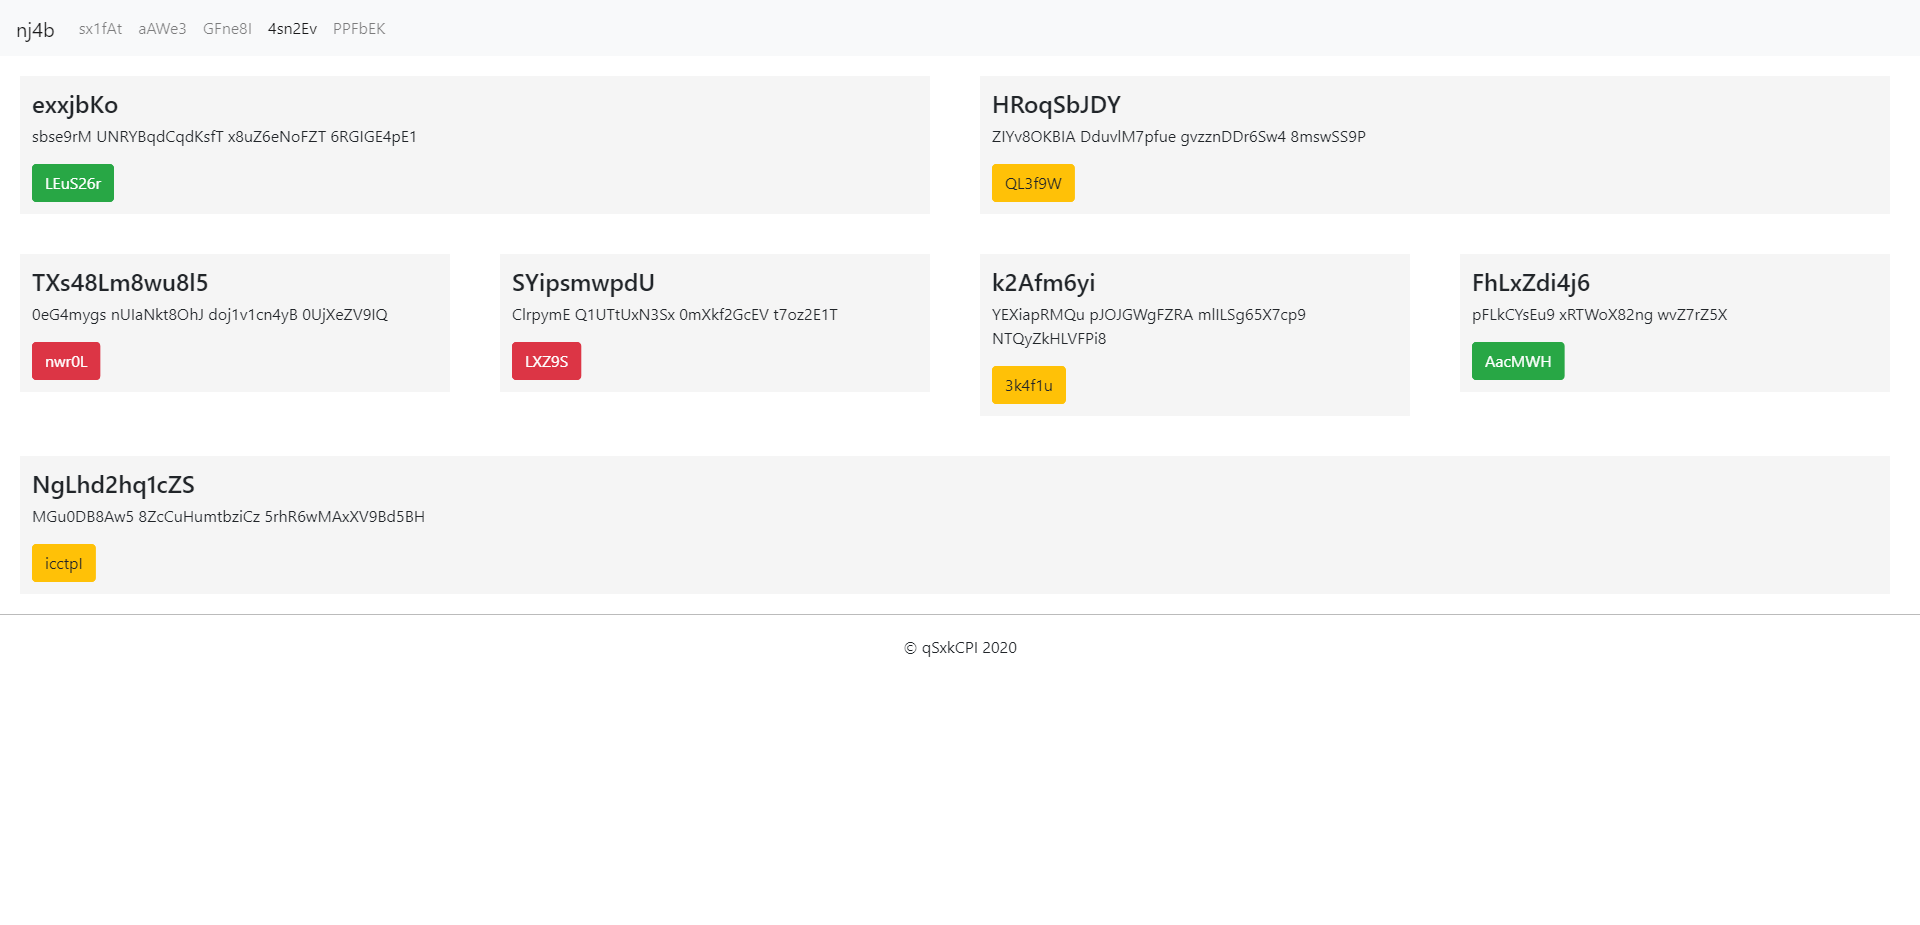 nj4b sx1fAt aAWe3 GFne8I 4sn2Ev PPFbEK
exxjbKo
sbse9rM UNRYBqdCqdKsfT x8uZ6eNoFZT 6RGIGE4pE1
LEuS26r
HRoqSbJDY
ZIYv8OKBIA DduvlM7pfue gvzznDDr6Sw4 8mswSS9P
QL3f9W
TXs48Lm8wu8l5
0eG4mygs nUIaNkt8OhJ doj1v1cn4yB 0UjXeZV9IQ
nwr0L
SYipsmwpdU
ClrpymE Q1UTtUxN3Sx 0mXkf2GcEV t7oz2E1T
LXZ9S
k2Afm6yi
YEXiapRMQu pJOJGWgFZRA mlILSg65X7cp9
NTQyZkHLVFPi8
3k4f1u
FhLxZdi4j6
pFLkCYsEu9 xRTWoX82ng wvZ7rZ5X
AacMWH
NgLhd2hq1cZS
MGu0DB8Aw5 8ZcCuHumtbziCz 5rhR6wMAxXV9Bd5BH
icctpI
© qSxkCPI 2020